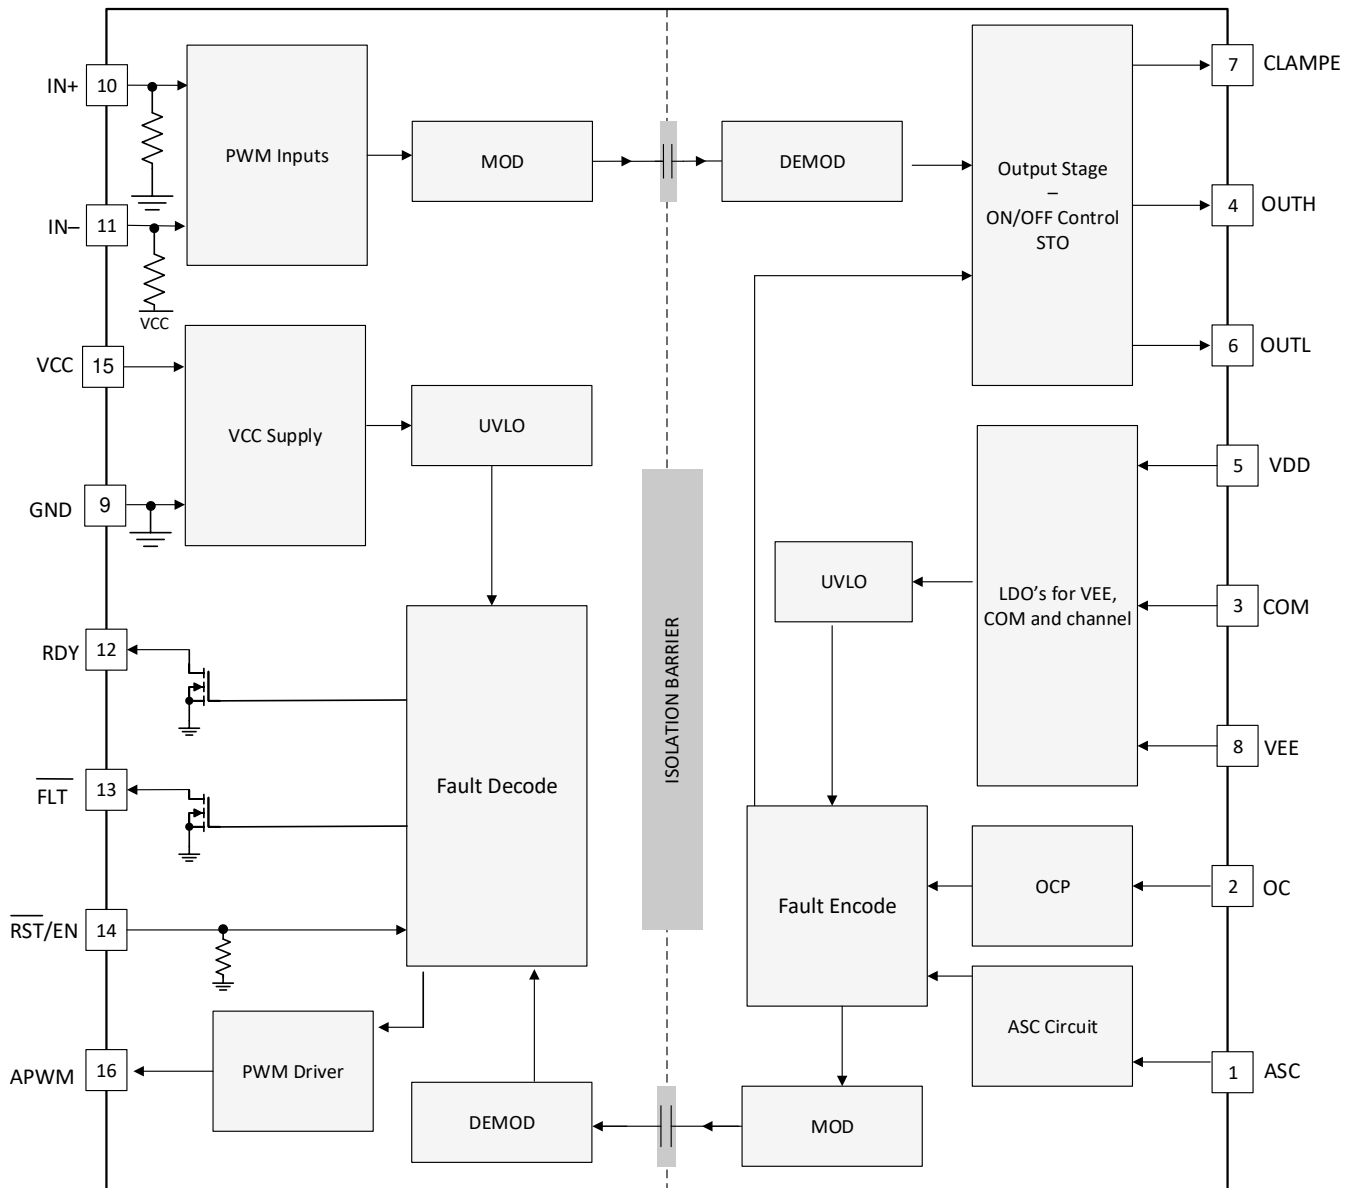 IN+
10
PWM Inputs
MOD
DEMOD
Output Stage
–
ON/OFF Control
STO
7
CLAMPE
4
OUTH
6
OUTL
IN–
11
VCC
VCC
15
VCC Supply
UVLO
GND
9
5
VDD
UVLO
LDO's for VEE,
COM and channel
3
COM
8
VEE
ISOLATION BARRIER
RDY
12
FLT
13
Fault Decode
RST/EN
14
Fault Encode
OCP
2
OC
ASC Circuit
1
ASC
APWM
16
PWM Driver
DEMOD
MOD